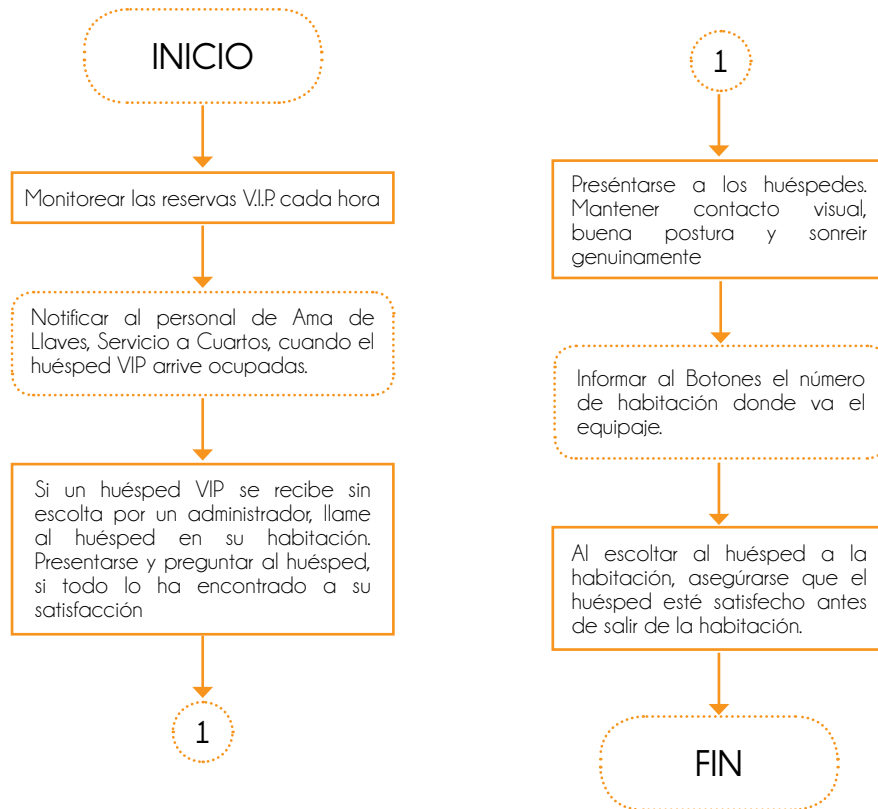 INICIO
Monitorear las reservas V.I.P. cada hora
Notificar al personal de Ama de
Llaves, Servicio a Cuartos, cuando el
huésped VIP arrive ocupadas.
Si un huésped VIP se recibe sin
escolta por un administrador, llame
al huésped en su habitación.
Presentarse y preguntar al huésped,
si todo lo ha encontrado a su
satisfacción
1
1
Preséntarse a los huéspedes.
Mantener contacto visual,
buena postura y sonreir
genuinamente
Informar al Botones el número
de habitación donde va el
equipaje.
Al escoltar al huésped a la
habitación, asegúrarse que el
huésped esté satisfecho antes
de salir de la habitación.
FIN